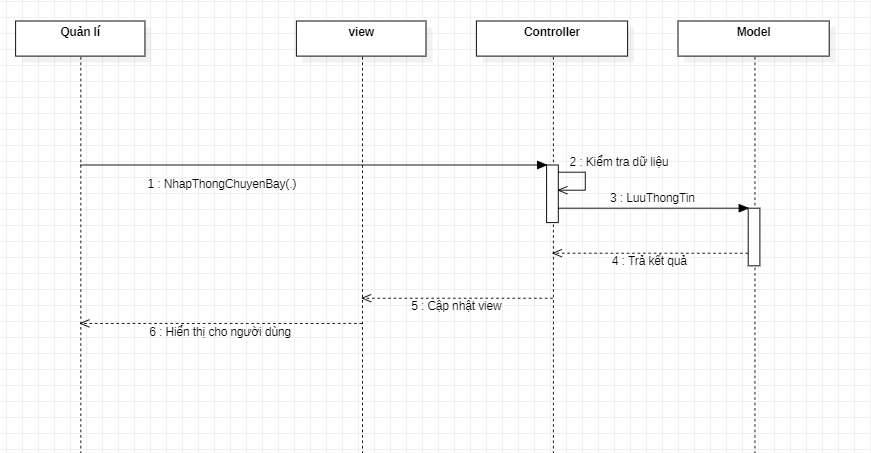 Quản lí
view
Controller
Model
2 : Kiểm tra dữ liệu
1 : NhapThongChuyenBay(.)
3 : LuuThongTin
4 : Trả kết quả
5 : Cập nhật view
6 : Hiển thị cho người dùng